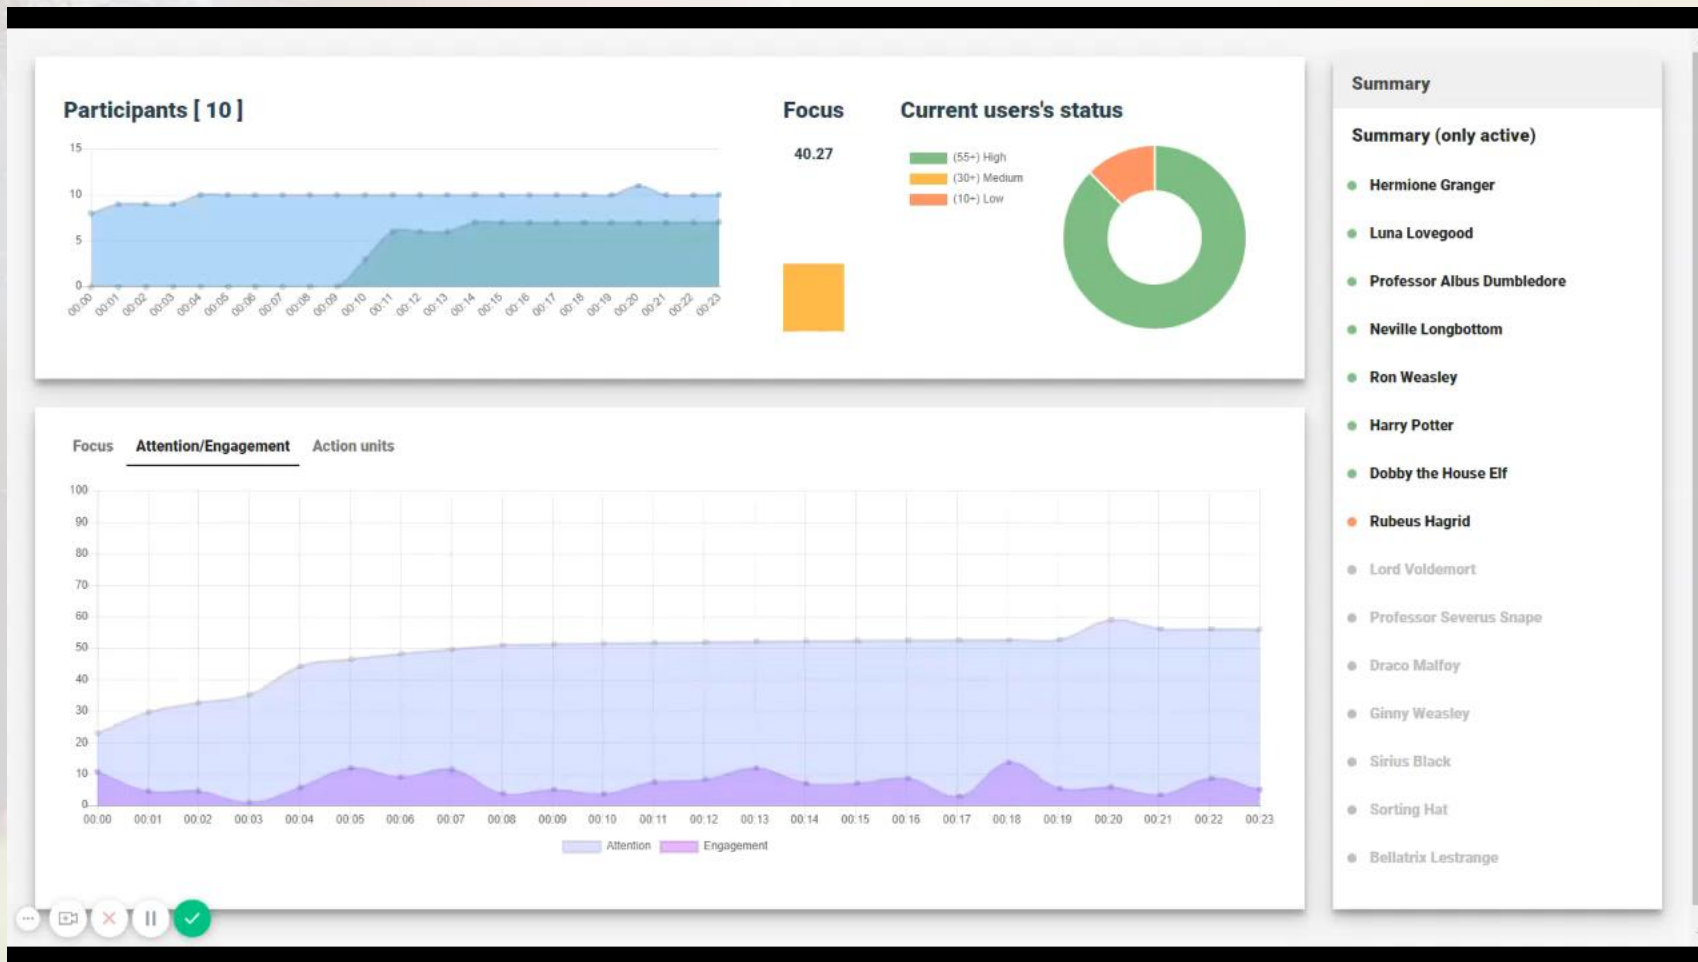 Participants [ 10 ]
15
10
5
0
00:00 00:01 00:02 00:03 00:04 00:05 00:06 00:07 00:08 00:09 00:10 00:11 00:12 00:13 00:14 00:15 00:16 00:17 00:18 00:19 00:20 00:21 00:22 00:23
Focus
40.27
Current users's status
(55+) High
(30+) Medium
(10+) Low
Focus Attention/Engagement Action units
100
90
80
70
60
50
40
30
20
10
0
00:00 00:01 00:02 00:03 00:04 00:05 00:06 00:07 00:08 00:09 00:10 00:11 00:12 00:13 00:14 00:15 00:16 00:17 00:18 00:19 00:20 00:21 00:22 00:23
Attention Engagement
Summary
Summary (only active)
Hermione Granger
Luna Lovegood
Professor Albus Dumbledore
Neville Longbottom
Ron Weasley
Harry Potter
Dobby the House Elf
Rubeus Hagrid
Lord Voldemort
Professor Severus Snape
Draco Malfoy
Ginny Weasley
Sirius Black
Sorting Hat
Bellatrix Lestrange